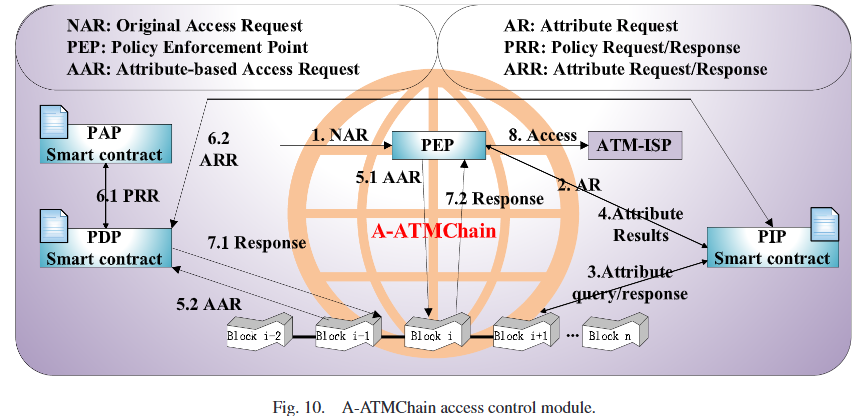 NAR: Original Access Request
PEP: Policy Enforcement Point
AAR: Attribute-based Access Request
AR: Attribute Request
PRR: Policy Request/Response
ARR: Attribute Request/Response
PAP
Smart contract
6.2
ARR
1. NAR
PEP
8. Access
ATM-ISP
5.1 AAR
2. AR
6.1 PRR
7.2 Response
4.Attribute
Results
A-ATMChain
PDP
Smart contract
7.1 Response
PIP
Smart contract
3.Attribute
query/response
5.2 AAR
Block i-2
Block i-1
Block i
Block i+1
...
Block n
Fig. 10. A-ATMChain access control module.